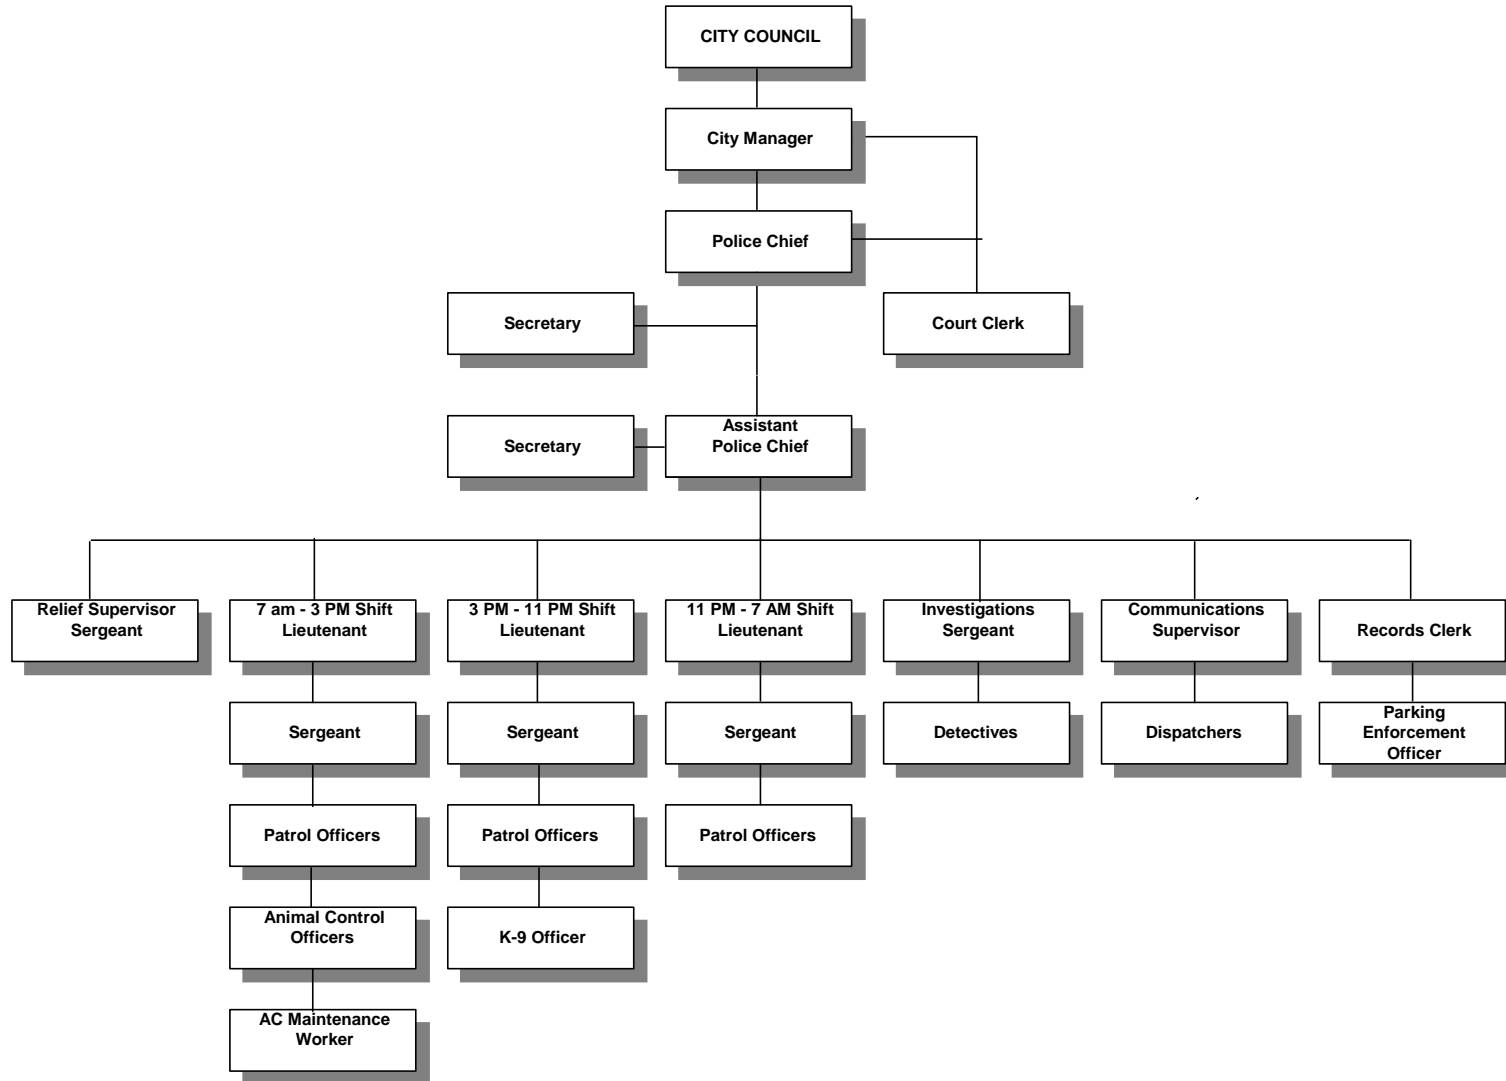 CITY COUNCIL
City Manager
Police Chief
Secretary
Court Clerk
Secretary
Assistant
Police Chief
Relief Supervisor
Sergeant
7 am - 3 PM Shift
Lieutenant
3 PM - 11 PM Shift
Lieutenant
11 PM - 7 AM Shift
Lieutenant
Investigations
Sergeant
Communications
Supervisor
Records Clerk
Sergeant
Sergeant
Sergeant
Detectives
Dispatchers
Parking
Enforcement
Officer
Patrol Officers
Patrol Officers
Patrol Officers
Animal Control
Officers
K-9 Officer
AC Maintenance
Worker